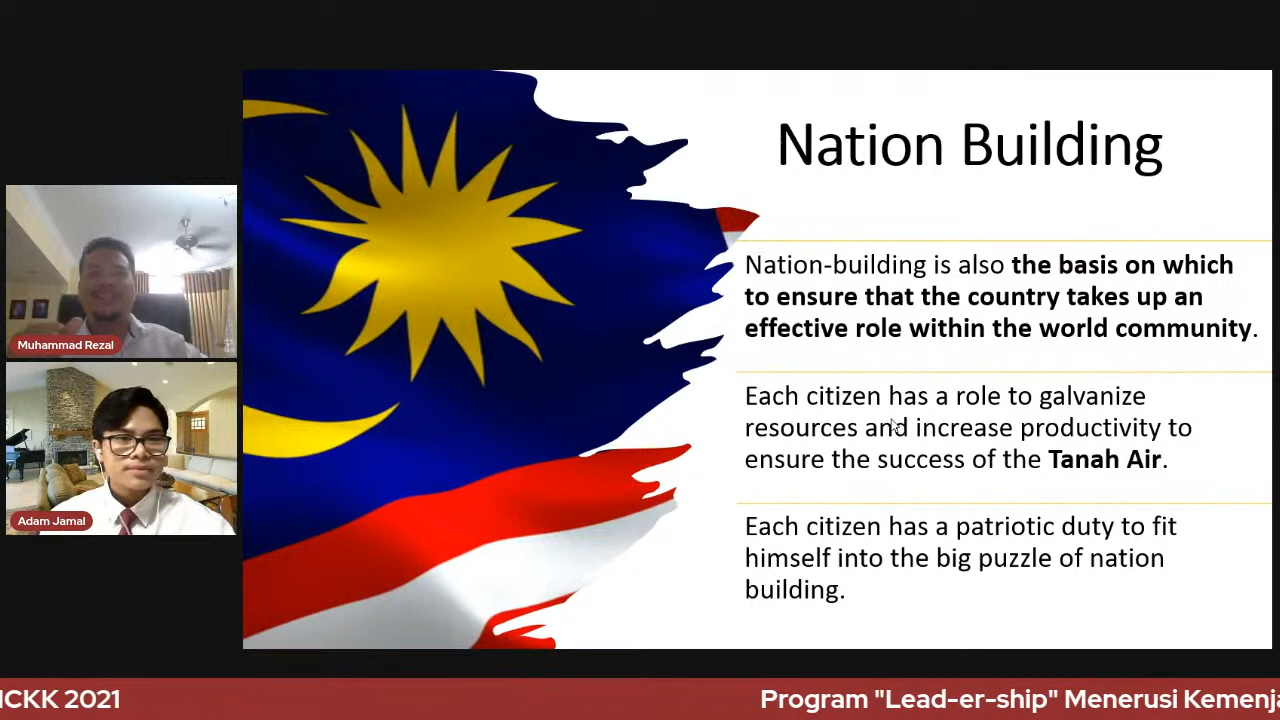 Nation Building
Nation-building is also the basis on which
to ensure that the country takes up an
effective role within the world community.
Each citizen has a role to galvanize
resources and increase productivity to
ensure the success of the Tanah Air.
Each citizen has a patriotic duty to fit
himself into the big puzzle of nation
building.
Muhammad Rezal
Adam Jamal
ICKK 2021
Program "Lead-er-ship" Menerusi Kemenja